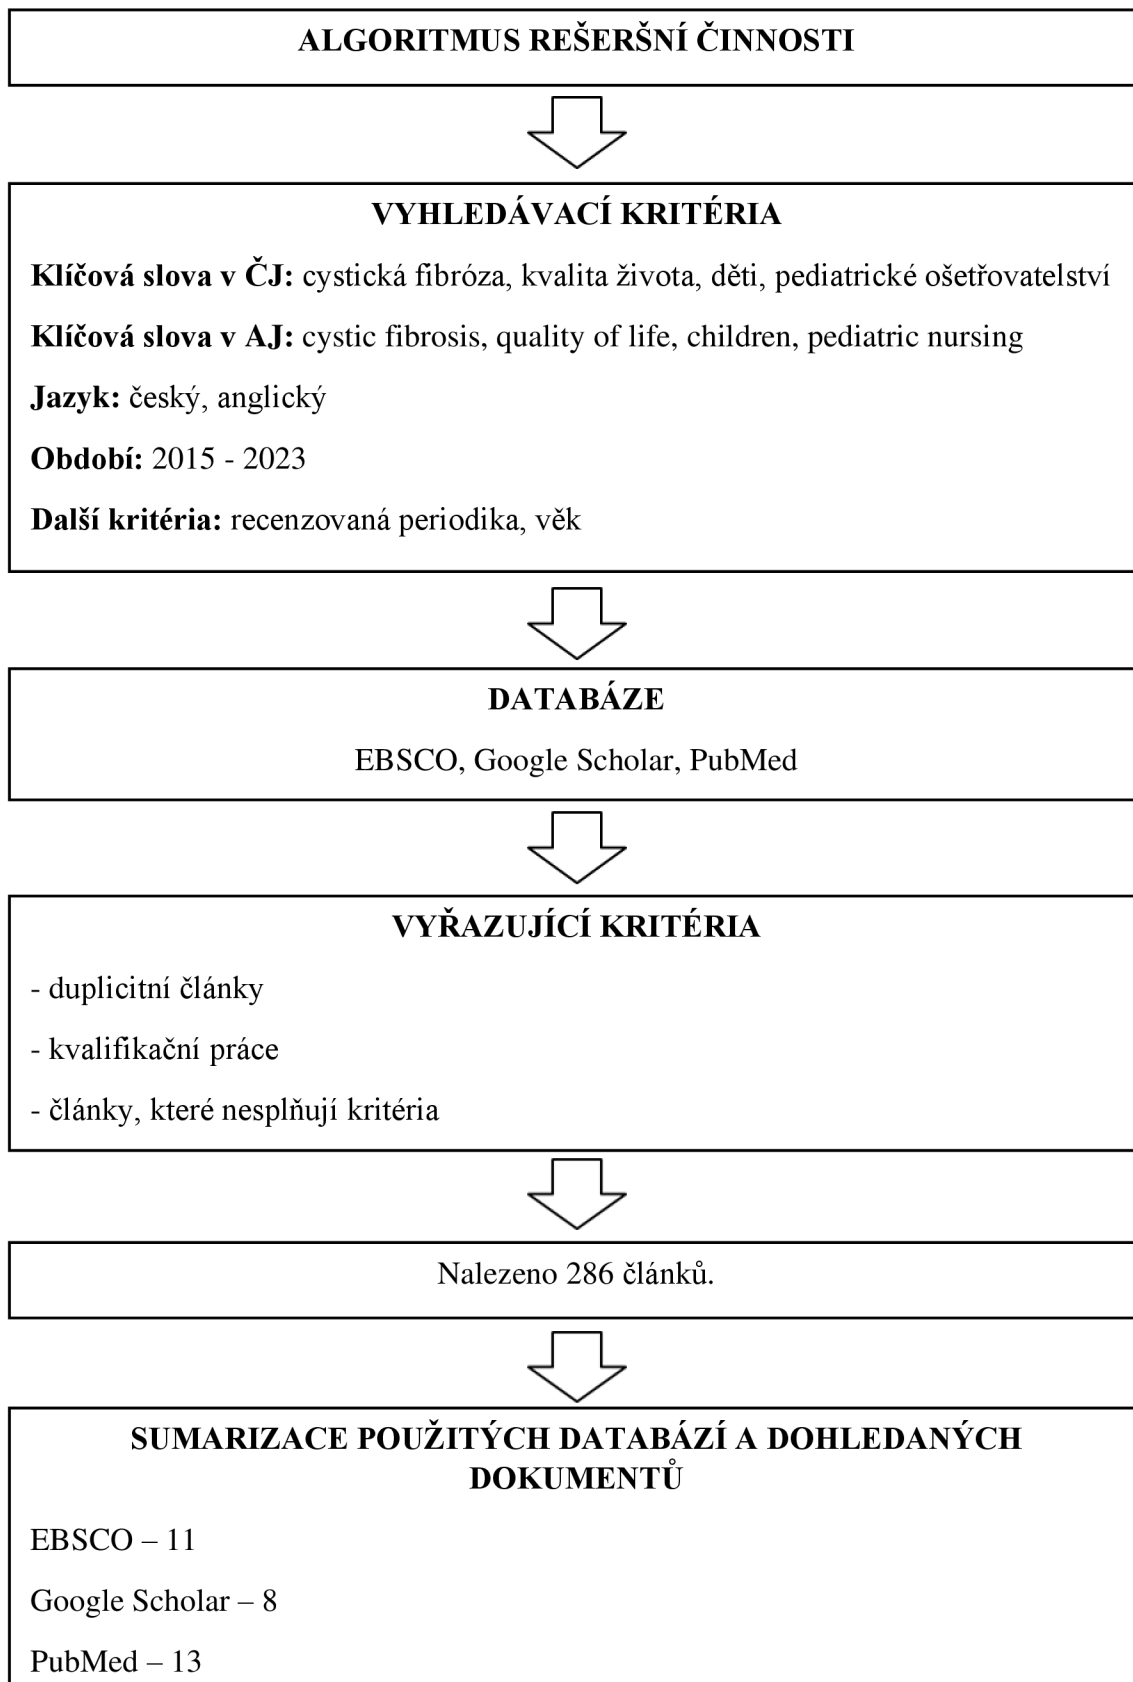 ALGORITMUS REŠERŠNÍ ČINNOSTI
VYHLEDÁVACÍ KRITÉRIA
Klíčová slova v ČJ: cystická fibróza, kvalita života, děti, pediatrické ošetřovatelství
Klíčová slova v AJ: cystic fibrosis, quality of life, children, pediatric nursing
Jazyk: český, anglický
Období: 2015 - 2023
Další kritéria: recenzovaná periodika, věk
DATABÁZE
EBSCO, Google Scholar, PubMed
VYŘAZUJÍCÍ KRITÉRIA
- duplicitní články
- kvalifikační práce
- články, které nesplňují kritéria
Nalezeno 286 článků.
SUMARIZACE POUŽITÝCH DATABÁZÍ A DOHLEDANÝCH
DOKUMENTŮ
EBSCO – 11
Google Scholar – 8
PubMed – 13